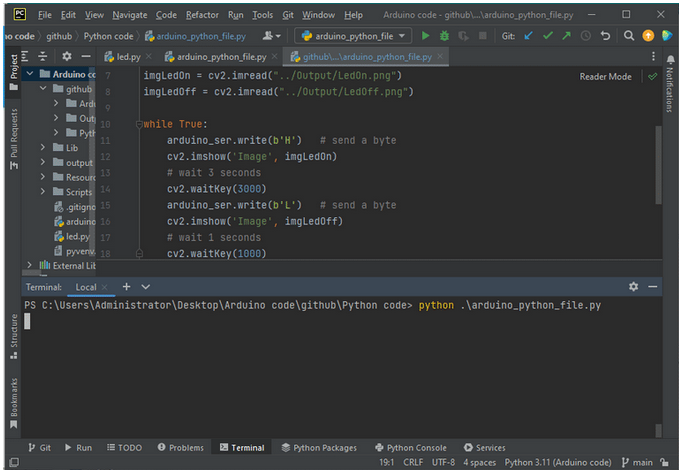 PC File Edit View Navigate Code Refactor Run Tools Git Window Help Arduino code - github\...\arduino_python_file.py
no code github Python code arduino_python_file.py arduino_python_file Git:
led.py arduino_python_file.py github\...\arduino_python_file.py
Project
Pull Requests
Structure
Bookmarks
Notifications
Arduino co
github
Ardu
Outp
Pyth
Lib
output
Resourc
Scripts
.gitigno
arduino
led.py
pyvenv.
External Lib
Reader Mode
7 imgLedOn = cv2.imread("../Output/LedOn.png")
8 imgLedOff = cv2.imread("../Output/LedOff.png")
9
10 while True:
11 arduino_ser.write(b'H') # send a byte
12 cv2.imshow('Image', imgLedOn)
13 # wait 3 seconds
14 cv2.waitKey(3000)
15 arduino_ser.write(b'L') # send a byte
16 cv2.imshow('Image', imgLedOff)
17 # wait 1 seconds
18 cv2.waitKey(1000)
Terminal: Local
PS C:\Users\Administrator\Desktop\Arduino code\github\Python code> python .\arduino_python_file.py
Git Run TODO Problems Terminal Python Packages Python Console Services
19:1 CRLF UTF-8 4 spaces Python 3.11 (Arduino code) main